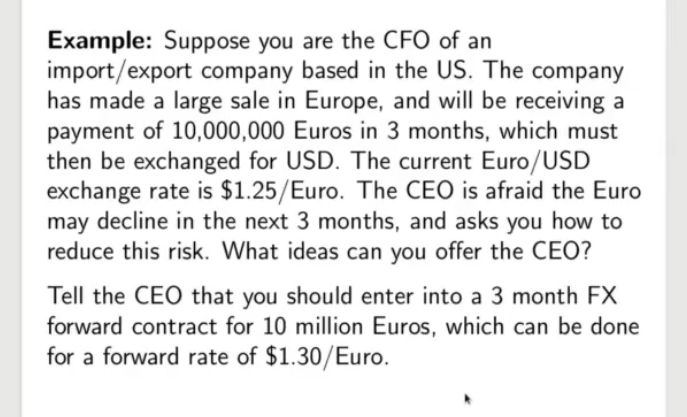 Example: Suppose you are the CFO of an
import/export company based in the US. The company
has made a large sale in Europe, and will be receiving a
payment of 10,000,000 Euros in 3 months, which must
then be exchanged for USD. The current Euro/USD
exchange rate is $1.25/Euro. The CEO is afraid the Euro
may decline in the next 3 months, and asks you how to
reduce this risk. What ideas can you offer the CEO?
Tell the CEO that you should enter into a 3 month FX
forward contract for 10 million Euros, which can be done
for a forward rate of $1.30/Euro.